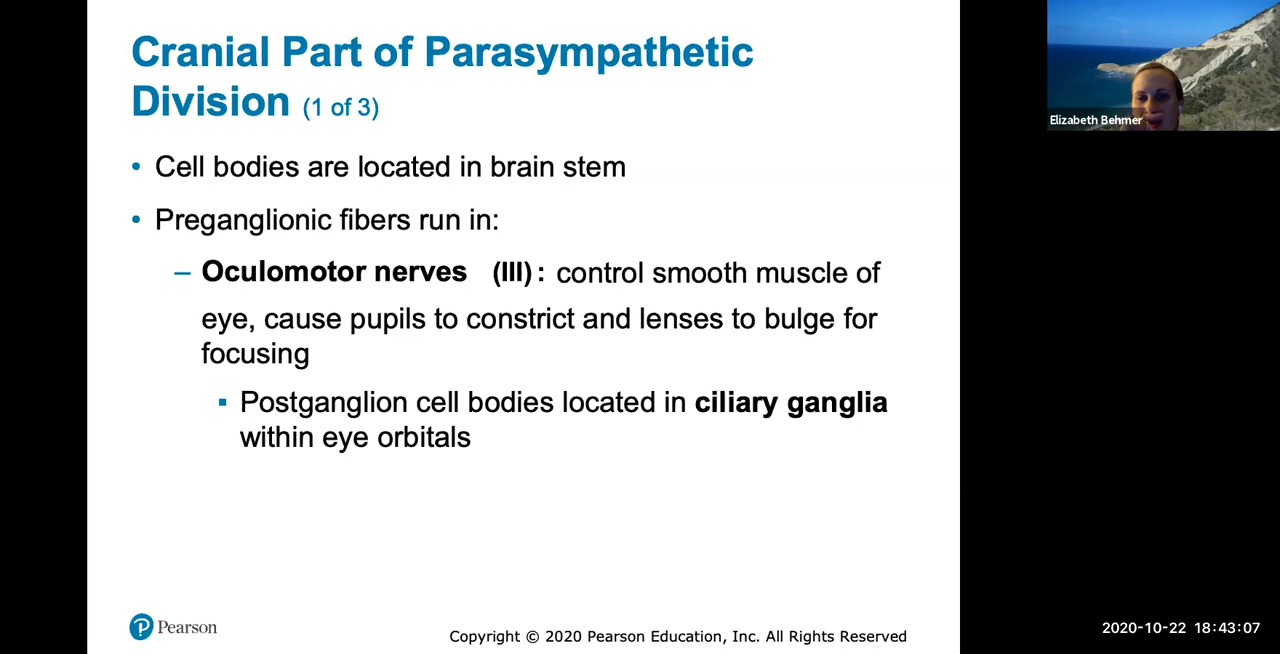 Cranial Part of Parasympathetic
Division (1 of 3)
• Cell bodies are located in brain stem
• Preganglionic fibers run in:
– Oculomotor nerves (III): control smooth muscle of
eye, cause pupils to constrict and lenses to bulge for
focusing
▪ Postganglion cell bodies located in ciliary ganglia
within eye orbitals
Pearson
Copyright © 2020 Pearson Education, Inc. All Rights Reserved
Elizabeth Behmer
2020-10-22 18:43:07